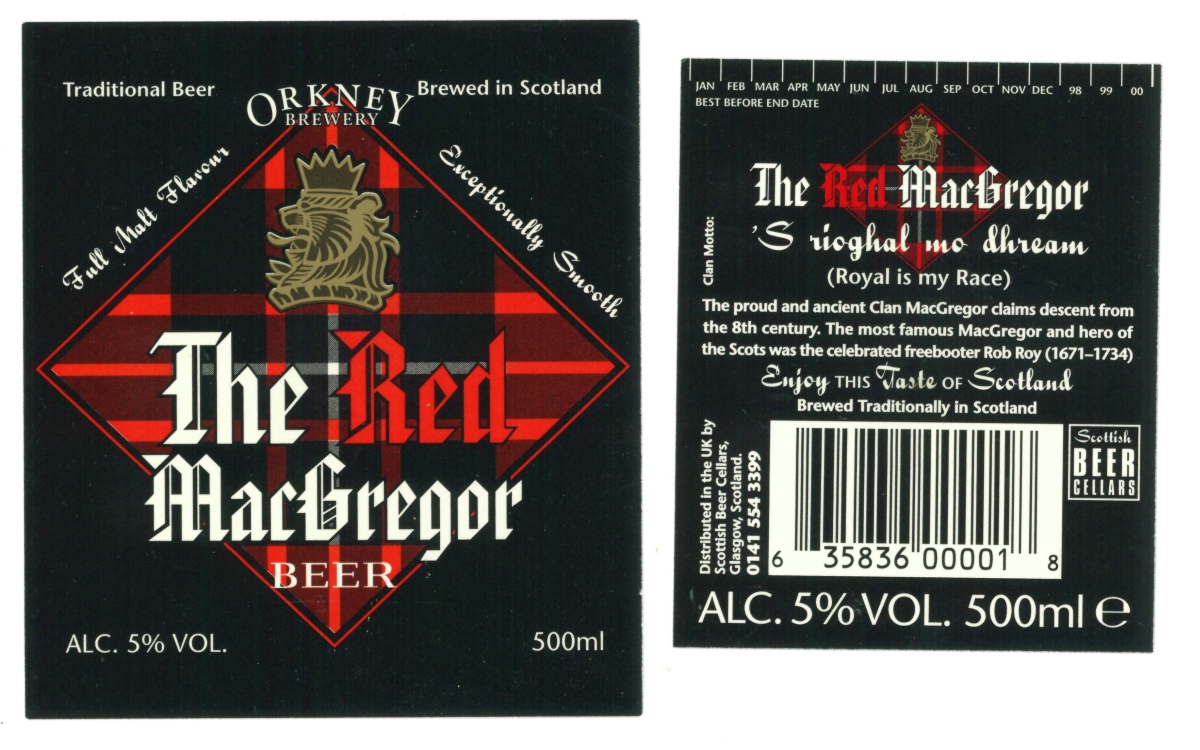 Traditional Beer
ORKNEY
BREWERY
Brewed in Scotland
Full Malt Flavour
Exceptionally Smooth
The Red
MacGregor
BEER
ALC. 5% VOL.
500ml
JAN FEB MAR APR MAY JUN JUL AUG SEP OCT NOV DEC 98 99 00
BEST BEFORE END DATE
The Red MacGregor
Clan Motto:
'S rioghal mo dhream
(Royal is my Race)
The proud and ancient Clan MacGregor claims descent from
the 8th century. The most famous MacGregor and hero of
the Scots was the celebrated freebooter Rob Roy (1671–1734)
Enjoy THIS Taste OF Scotland
Brewed Traditionally in Scotland
Distributed in the UK by
Scottish Beer Cellars,
Glasgow, Scotland.
0141 554 3399
6 35836 00001 8
Scottish
BEER
CELLARS
ALC. 5% VOL. 500ml e